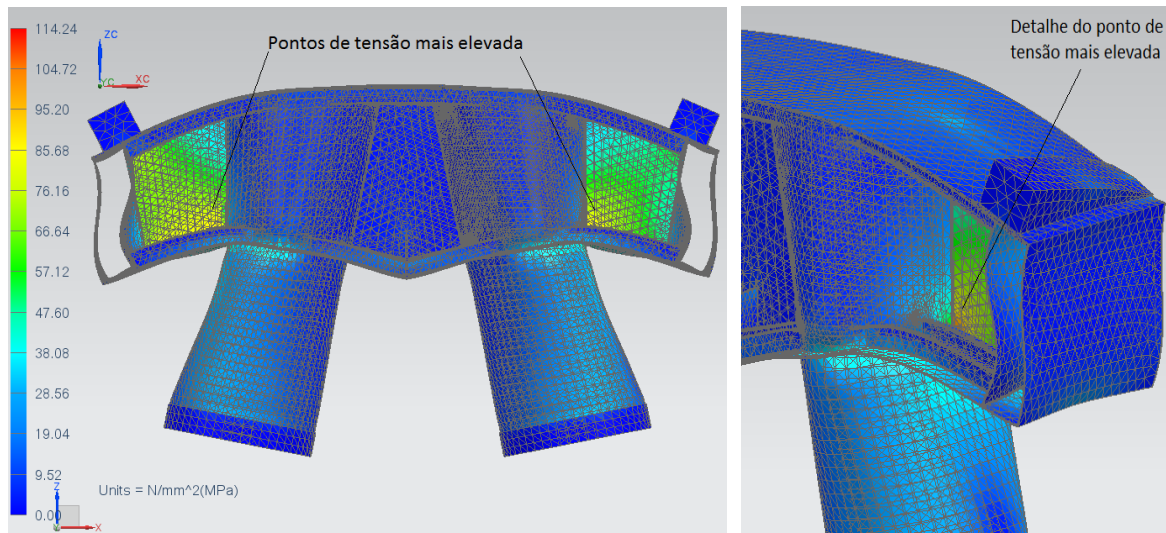 114.24
104.72
95.20
85.68
76.16
66.64
57.12
47.60
38.08
28.56
19.04
9.52
0.00
ZC
YC
XC
Pontos de tensão mais elevada
Units = N/mm^2(MPa)
Z
Y
X
Detalhe do ponto de
tensão mais elevada